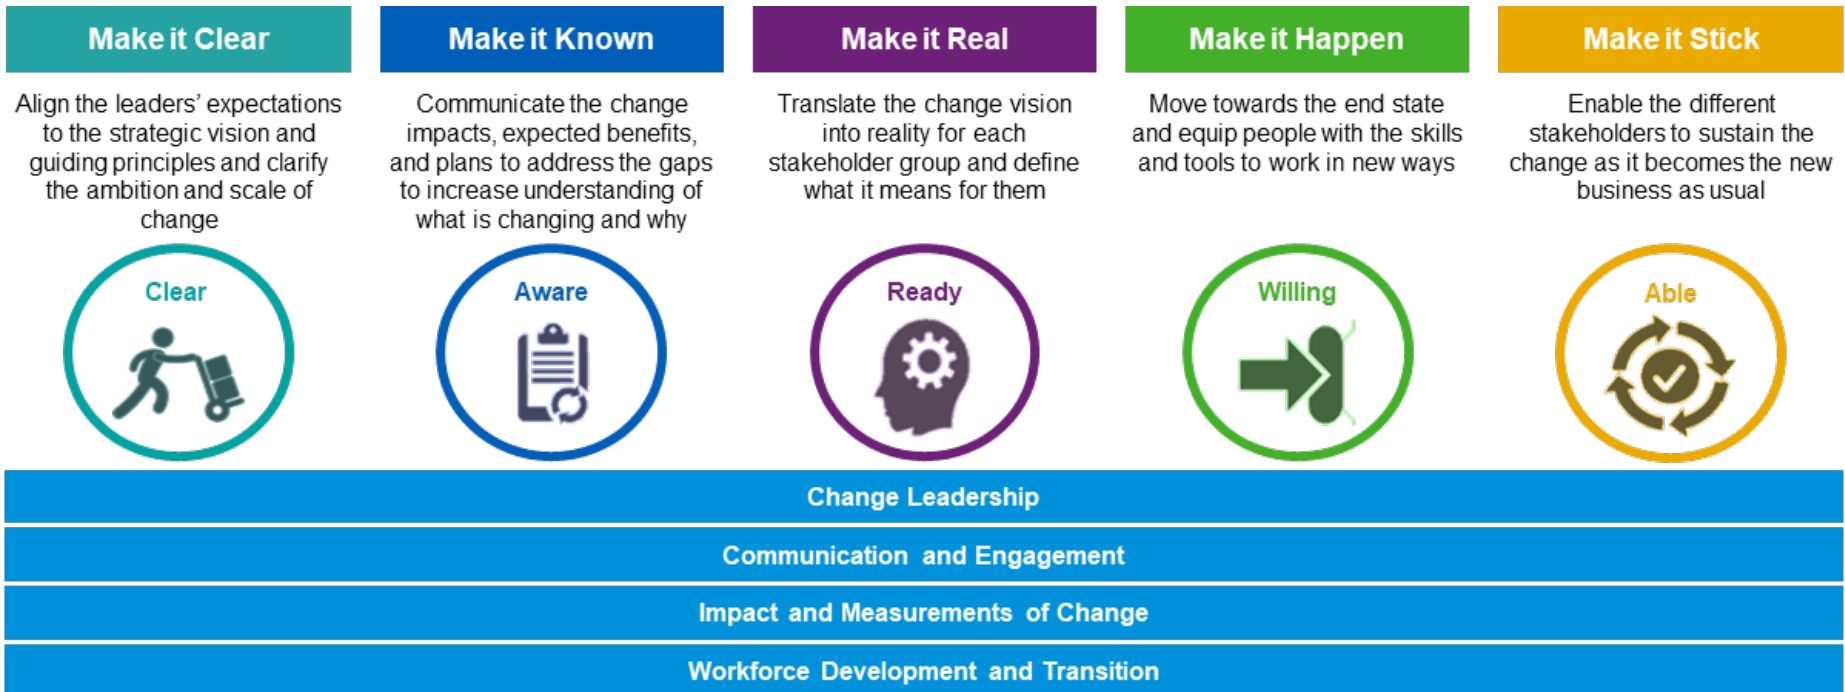 Make it Clear
Make it Known
Make it Real
Make it Happen
Make it Stick
Align the leaders’ expectations
to the strategic vision and
guiding principles and clarify
the ambition and scale of
change
Communicate the change
impacts, expected benefits,
and plans to address the gaps
to increase understanding of
what is changing and why
Translate the change vision
into reality for each
stakeholder group and define
what it means for them
Move towards the end state
and equip people with the skills
and tools to work in new ways
Enable the different
stakeholders to sustain the
change as it becomes the new
business as usual
Clear
Aware
Ready
Willing
Able
Change Leadership
Communication and Engagement
Impact and Measurements of Change
Workforce Development and Transition